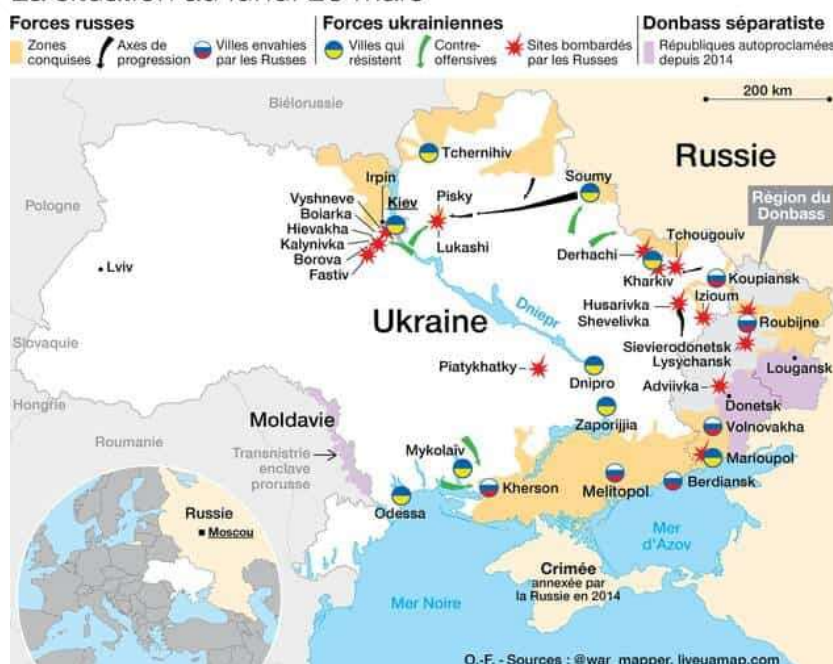 Forces russes
Zones conquises
Axes de progression
Villes envahies par les Russes
Forces ukrainiennes
Villes qui résistent
Contre-offensives
Sites bombardés par les Russes
Donbass séparatiste
Républiques autoproclamées depuis 2014
200 km
Biélorussie
Russie
Tchernihiv
Soumy
Irpin
Kiev
Pisky
Pologne
Vyshneve
Boiarka
Hievakha
Kalynivka
Borova
Fastiv
Lukashi
Région du Donbass
Tchougouïv
Derhachi
Kharkiv
Koupiansk
Lviv
Izioum
Husarivka
Shevelivka
Dniepr
Ukraine
Roubijne
Slovaquie
Sievierodonetsk
Lysychansk
Lougansk
Piatykhatky
Dnipro
Adviivka
Donetsk
Hongrie
Moldavie
Zaporijjia
Volnovakha
Roumanie
Transnistrie
enclave
prorusse
Mykolaïv
Marioupol
Kherson
Melitopol
Berdiansk
Odessa
Russie
Moscou
Mer d'Azov
Crimée
annexée par
la Russie en 2014
Mer Noire
O.-F. - Sources : @war_mapper, liveuamap.com